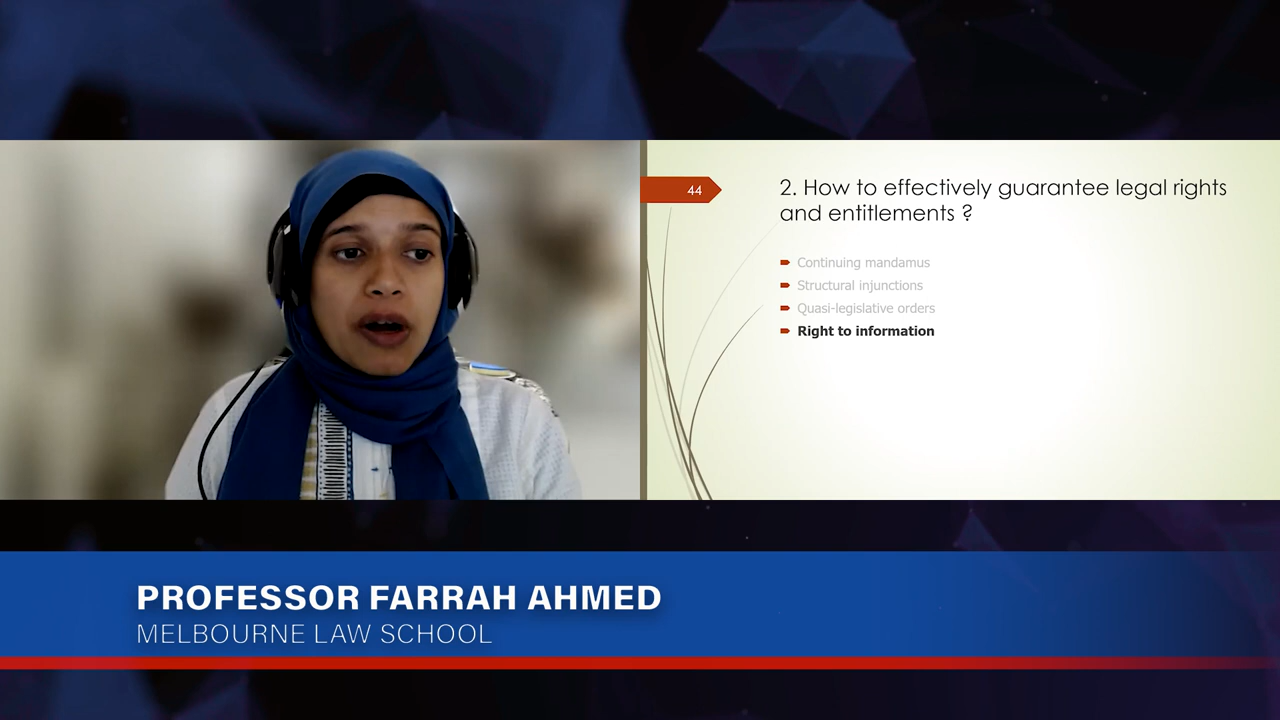 44
2. How to effectively guarantee legal rights
and entitlements ?
Continuing mandamus
Structural injunctions
Quasi-legislative orders
Right to information
PROFESSOR FARRAH AHMED
MELBOURNE LAW SCHOOL